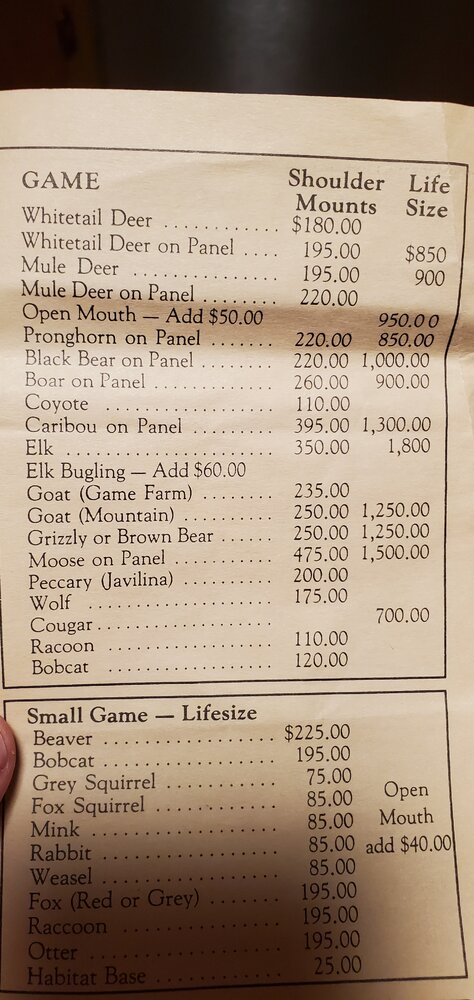 GAME Shoulder Mounts Life Size
Whitetail Deer ............ $180.00
Whitetail Deer on Panel .... 195.00 $850
Mule Deer ............... 195.00 900
Mule Deer on Panel ........ 220.00
Open Mouth — Add $50.00 950.00
Pronghorn on Panel ....... 220.00 850.00
Black Bear on Panel ........ 220.00 1,000.00
Boar on Panel ............ 260.00 900.00
Coyote ................. 110.00
Caribou on Panel ......... 395.00 1,300.00
Elk .................... 350.00 1,800
Elk Bugling — Add $60.00
Goat (Game Farm) ........ 235.00
Goat (Mountain) .......... 250.00 1,250.00
Grizzly or Brown Bear ...... 250.00 1,250.00
Moose on Panel ........... 475.00 1,500.00
Peccary (Javilina) .......... 200.00
Wolf ................... 175.00
Cougar ................... 700.00
Racoon ................. 110.00
Bobcat ................. 120.00
Small Game — Lifesize
Beaver .................. $225.00
Bobcat .................. 195.00
Grey Squirrel ............ 75.00
Fox Squirrel .............. 85.00 Open
Mink ................... 85.00 Mouth
Rabbit .................. 85.00 add $40.00
Weasel .................. 85.00
Fox (Red or Grey) ........ 195.00
Raccoon ................ 195.00
Otter ................... 195.00
Habitat Base ............. 25.00